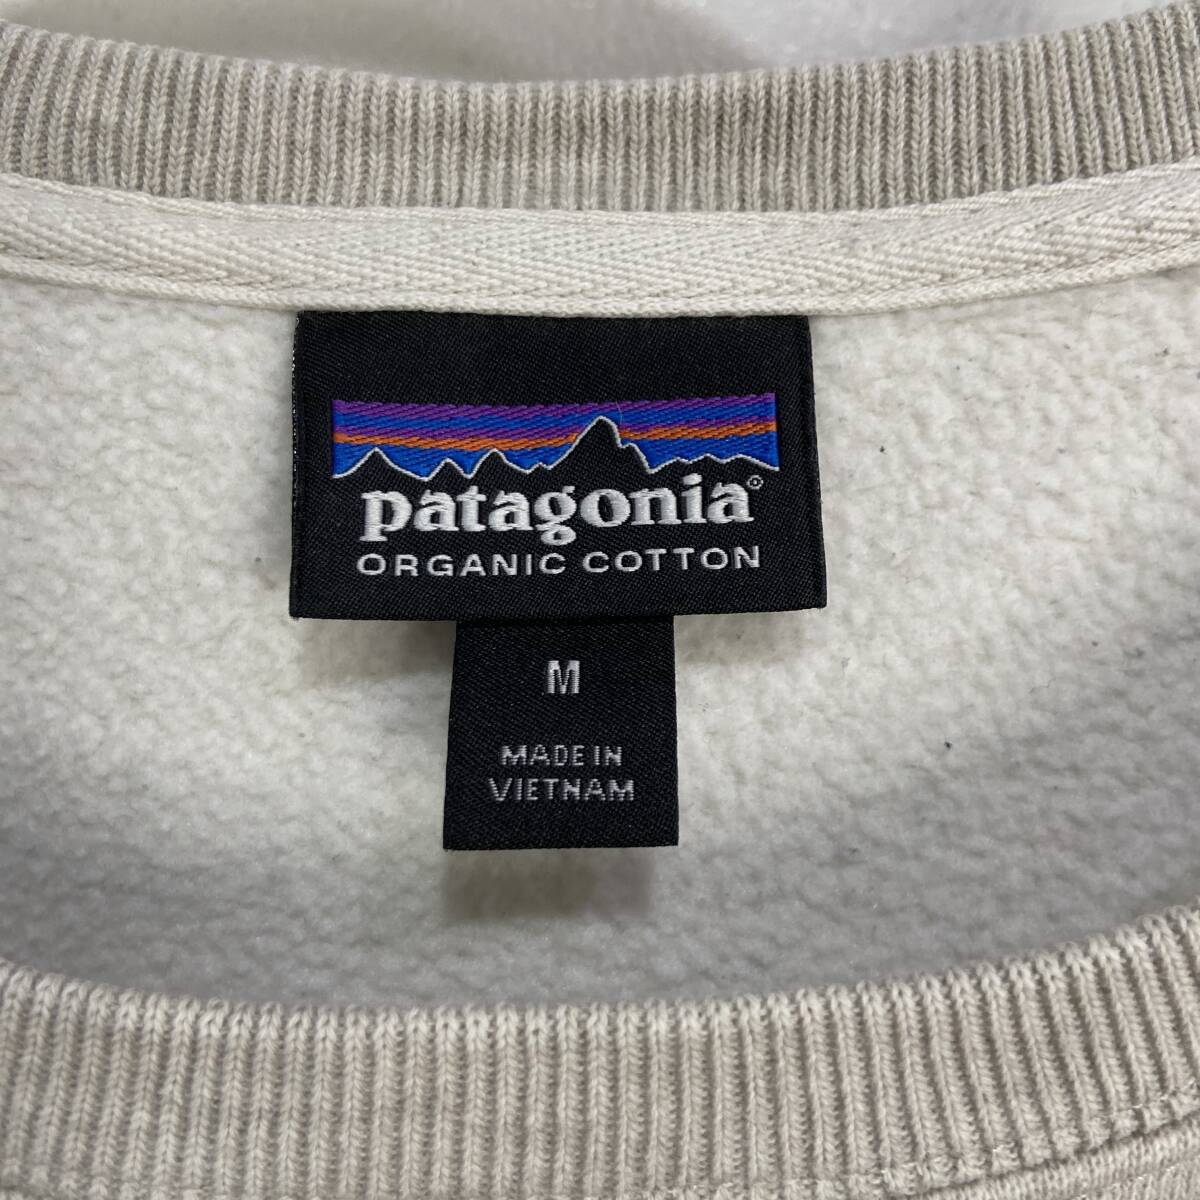 patagonia®
ORGANIC COTTON
M
MADE IN
VIETNAM